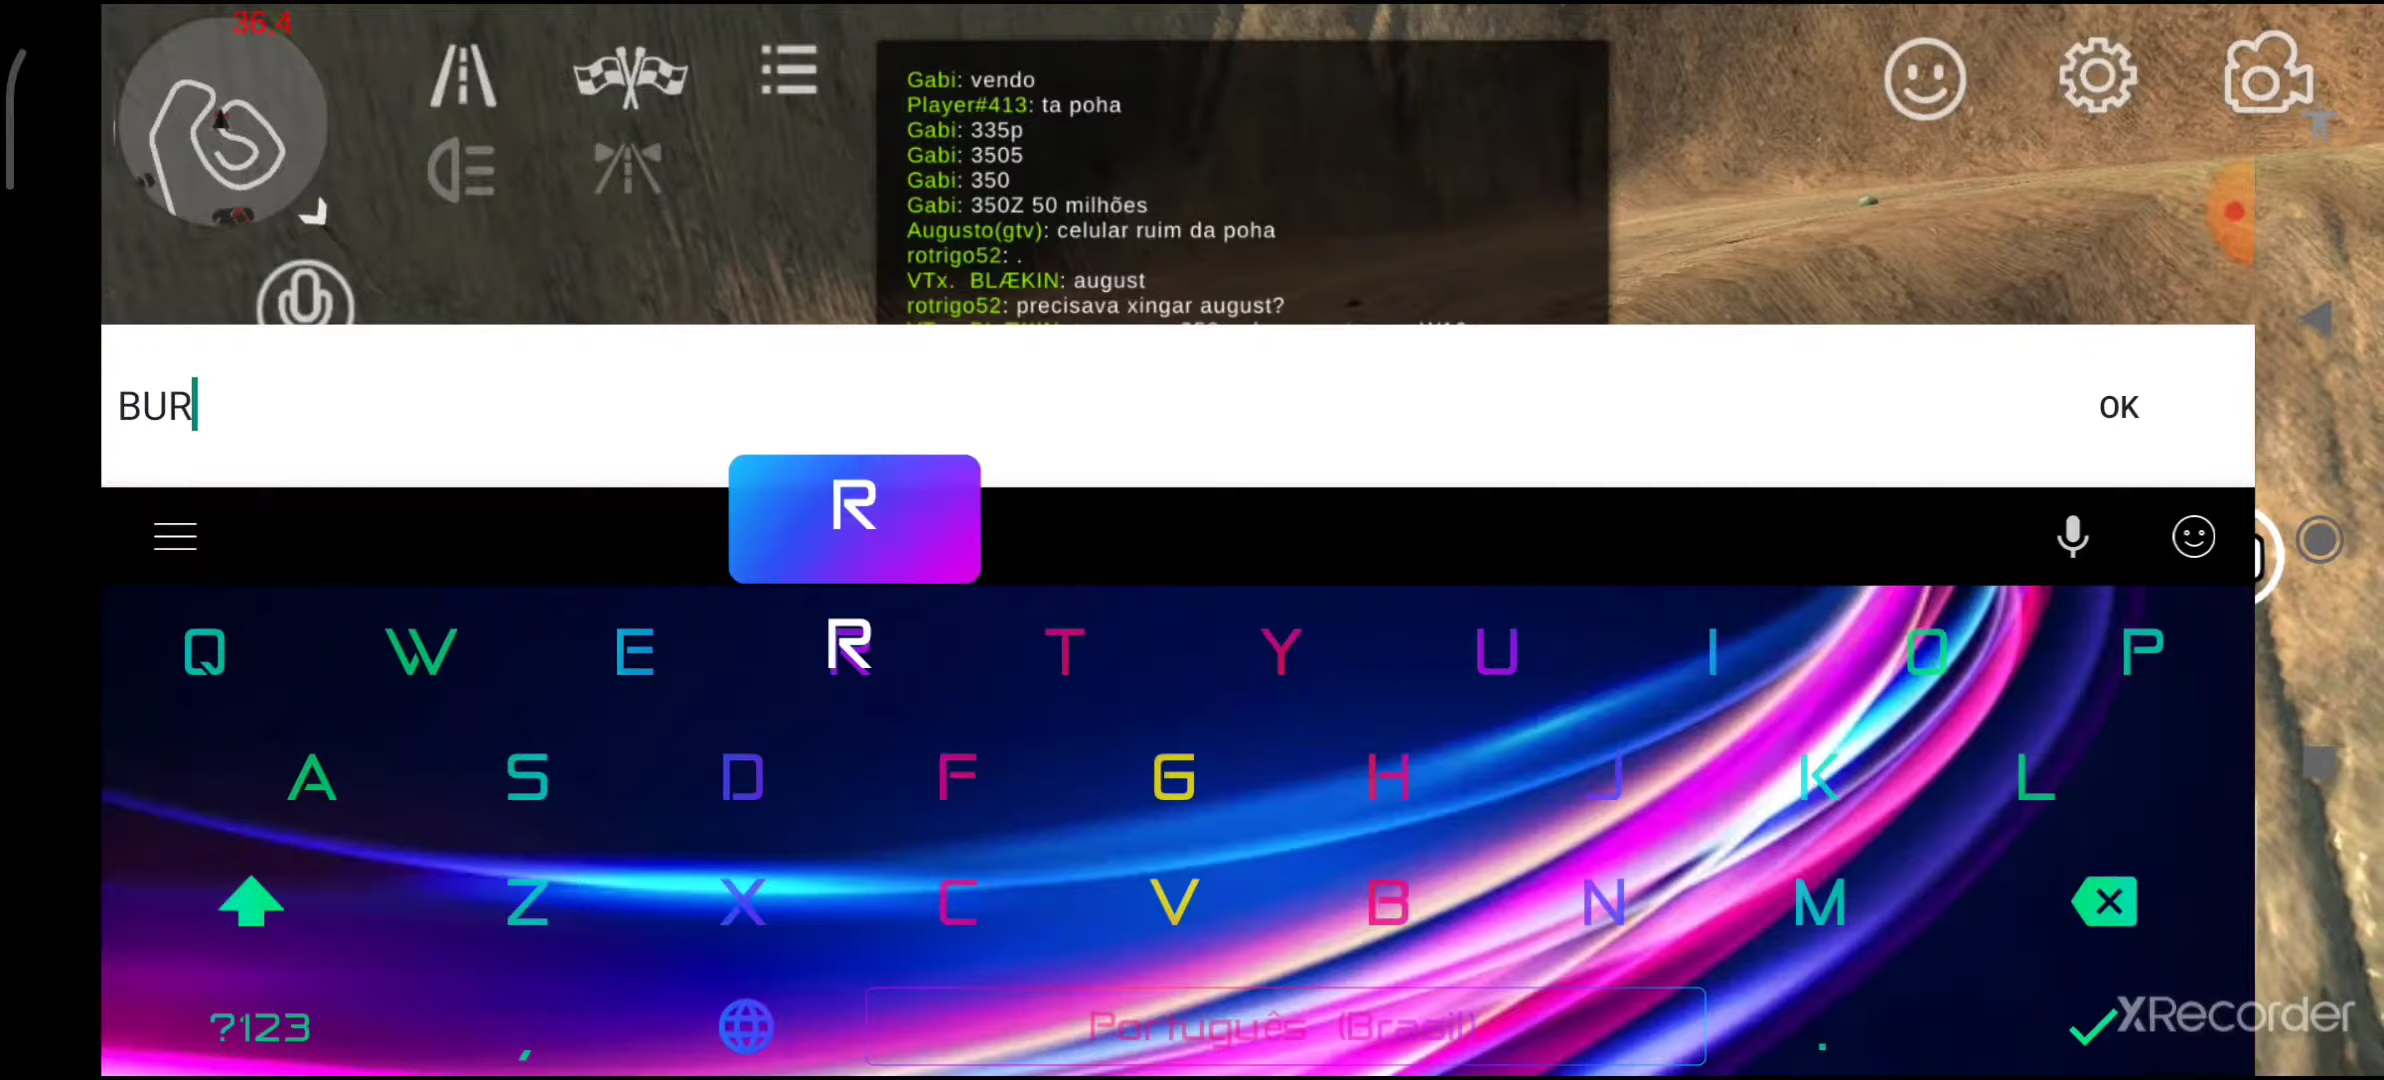 36,4
Gabi: vendo
Player#413: ta poha
Gabi: 335p
Gabi: 3505
Gabi: 350
Gabi: 350Z 50 milhões
Augusto(gtv): celular ruim da poha
rotrigo52: .
VTx. BLÆKIN: august
rotrigo52: precisava xingar august?
BUR
OK
R
Q W E R T Y U I O P
A S D F G H J K L
Z X C V B N M
?123 , Português (Brasil) .
XRecorder